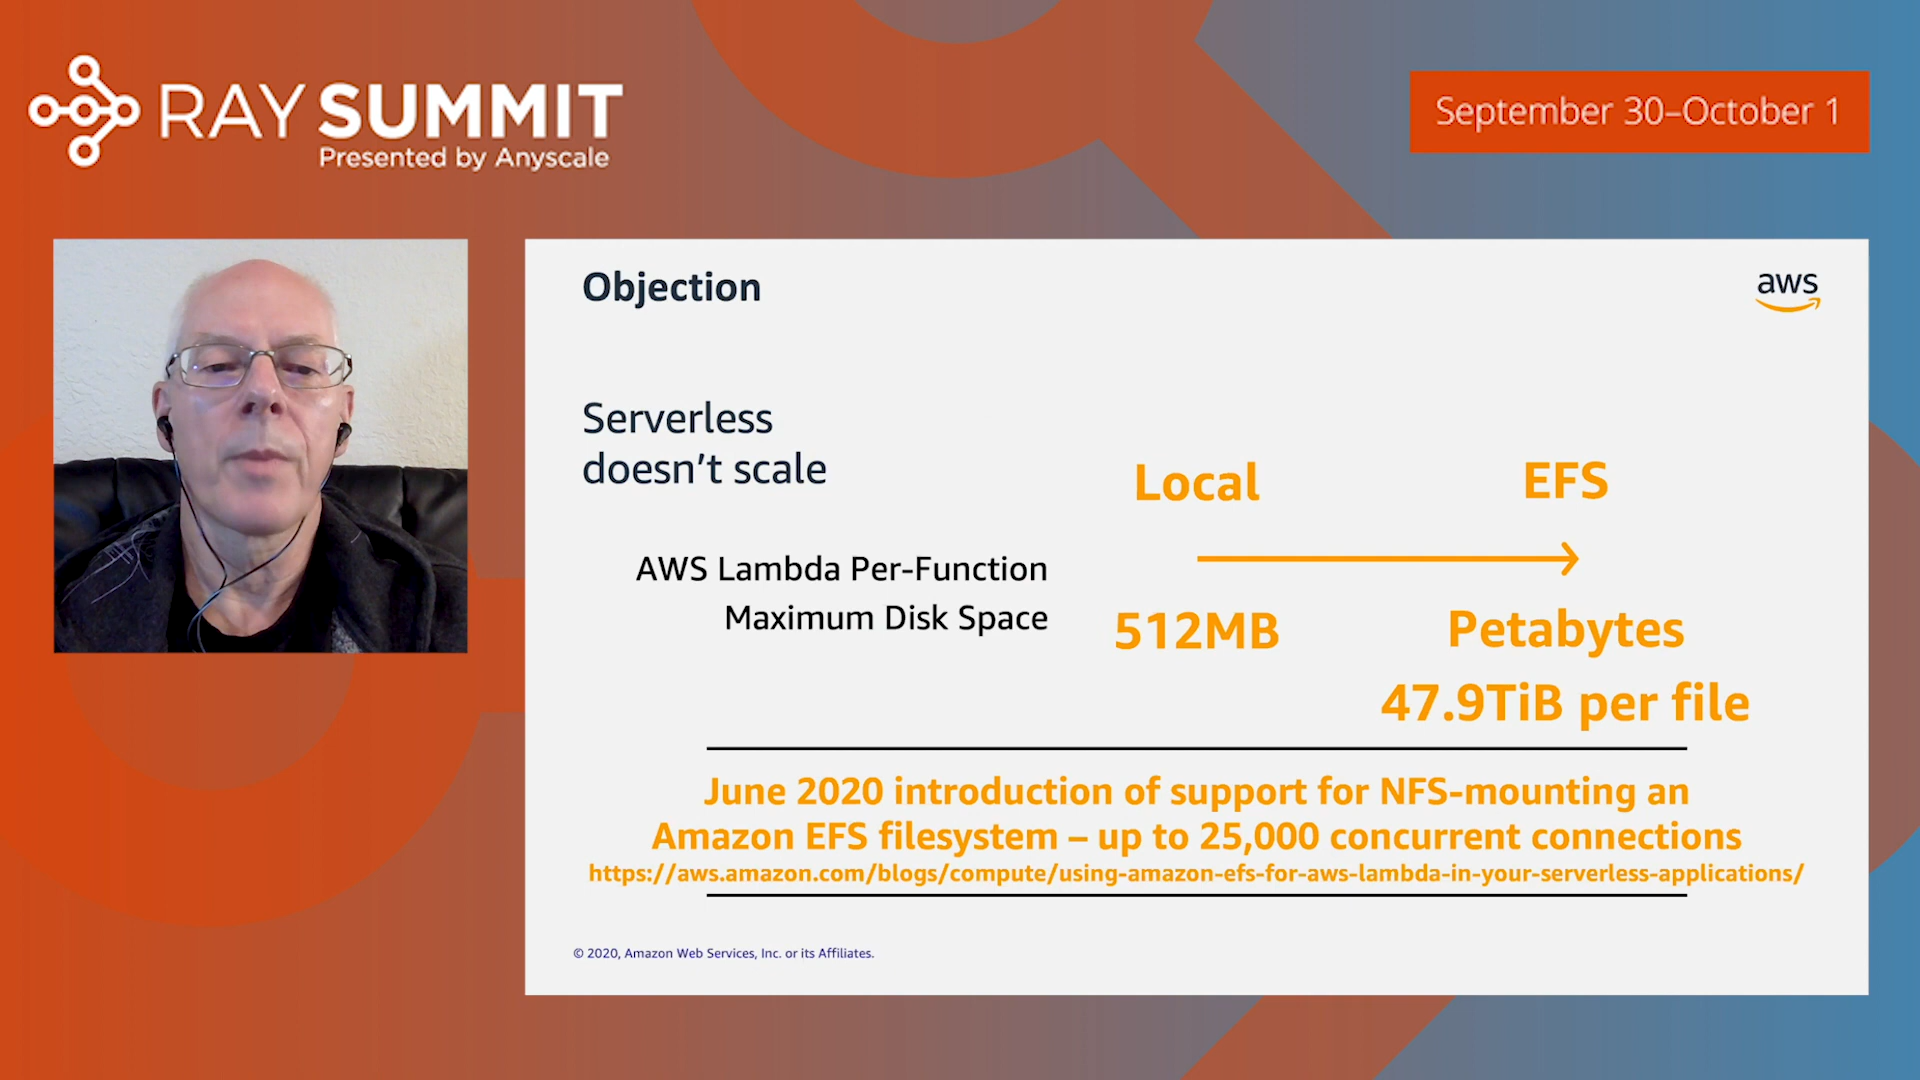 RAY SUMMIT
Presented by Anyscale
September 30–October 1
Objection
aws
Serverless
doesn't scale
Local
EFS
AWS Lambda Per-Function
Maximum Disk Space
512MB
Petabytes
47.9TiB per file
June 2020 introduction of support for NFS-mounting an
Amazon EFS filesystem – up to 25,000 concurrent connections
https://aws.amazon.com/blogs/compute/using-amazon-efs-for-aws-lambda-in-your-serverless-applications/
© 2020, Amazon Web Services, Inc. or its Affiliates.